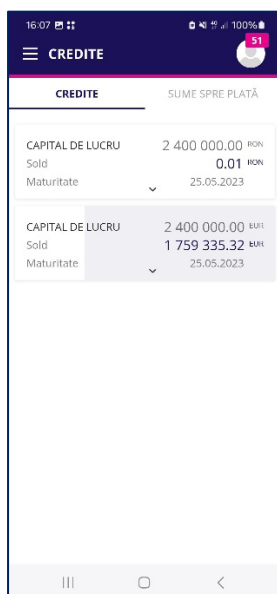 16:07 100%
51
CREDITE
CREDITE SUME SPRE PLATĂ
CAPITAL DE LUCRU 2 400 000.00 RON
Sold 0.01 RON
Maturitate 25.05.2023
CAPITAL DE LUCRU 2 400 000.00 EUR
Sold 1 759 335.32 EUR
Maturitate 25.05.2023